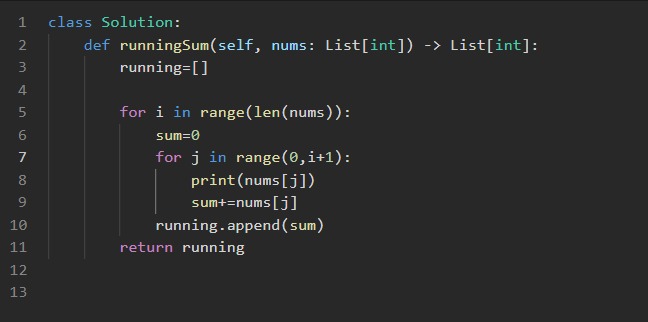 1 class Solution:
2     def runningSum(self, nums: List[int]) -> List[int]:
3         running=[]
4
5         for i in range(len(nums)):
6             sum=0
7             for j in range(0,i+1):
8                 print(nums[j])
9                 sum+=nums[j]
10             running.append(sum)
11         return running
12
13